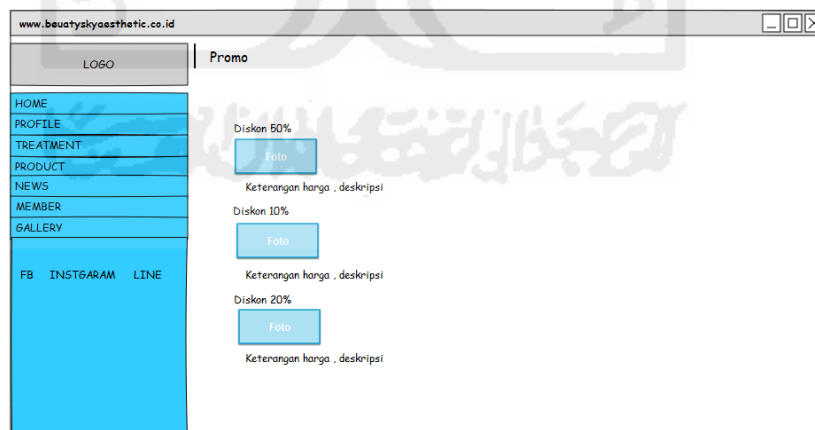 www.beuatyskyaesthetic.co.id
LOGO
Promo
HOME
PROFILE
TREATMENT
PRODUCT
NEWS
MEMBER
GALLERY
FB INSTGARAM LINE
Diskon 50%
Foto
Keterangan harga , deskripsi
Diskon 10%
Foto
Keterangan harga , deskripsi
Diskon 20%
Foto
Keterangan harga , deskripsi